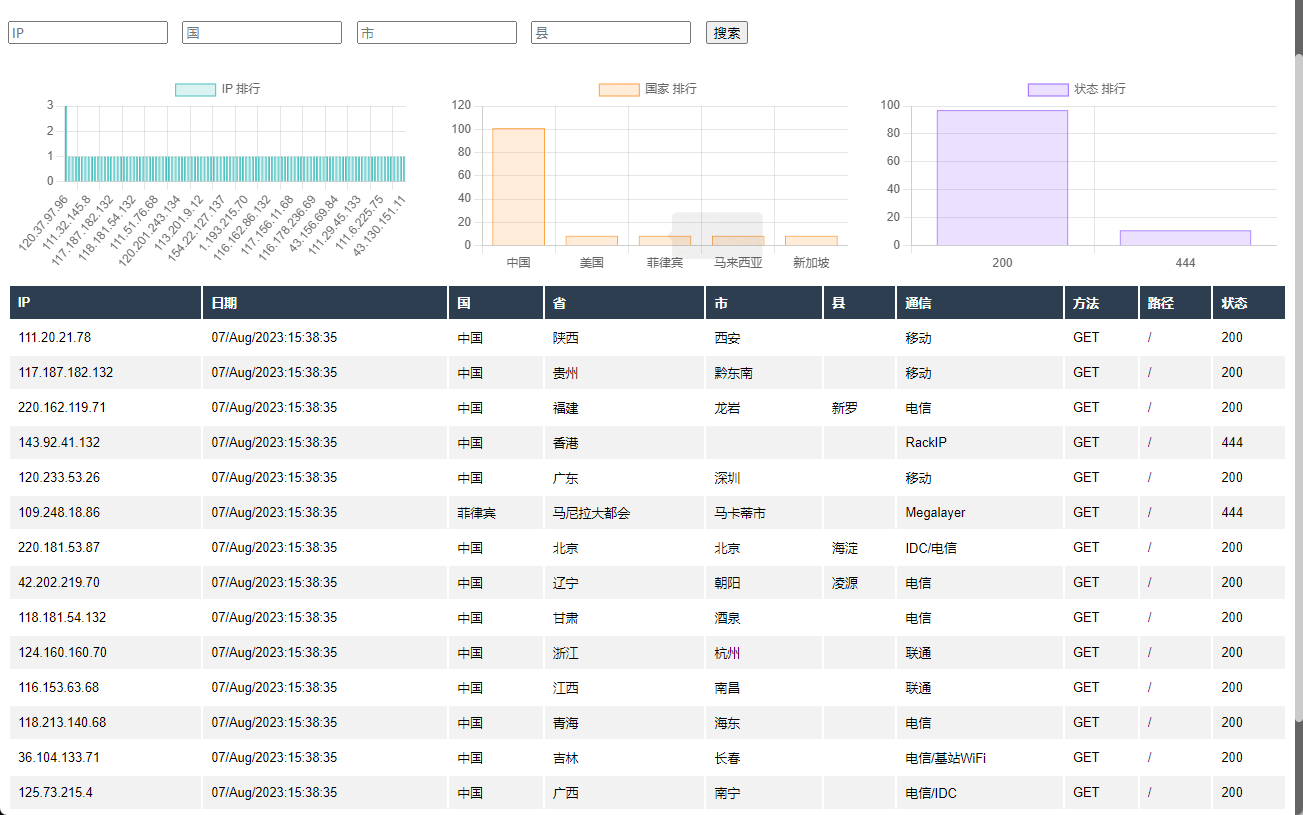 IP 国 市 县 搜索
IP 排行
3
2
1
0
120.37.97.96
111.32.145.8
117.187.182.132
118.181.54.132
111.51.76.68
120.201.243.134
113.201.9.12
154.22.127.137
1.193.215.70
116.162.86.132
117.156.11.68
116.178.236.69
43.156.69.84
111.29.45.133
111.6.225.75
43.130.151.11
国家 排行
120
100
80
60
40
20
0
中国 美国 菲律宾 马来西亚 新加坡
状态 排行
100
80
60
40
20
0
200 444
IP 日期 国 省 市 县 通信 方法 路径 状态
111.20.21.78 07/Aug/2023:15:38:35 中国 陕西 西安 移动 GET / 200
117.187.182.132 07/Aug/2023:15:38:35 中国 贵州 黔东南 移动 GET / 200
220.162.119.71 07/Aug/2023:15:38:35 中国 福建 龙岩 新罗 电信 GET / 200
143.92.41.132 07/Aug/2023:15:38:35 中国 香港 RackIP GET / 444
120.233.53.26 07/Aug/2023:15:38:35 中国 广东 深圳 移动 GET / 200
109.248.18.86 07/Aug/2023:15:38:35 菲律宾 马尼拉大都会 马卡蒂市 Megalayer GET / 444
220.181.53.87 07/Aug/2023:15:38:35 中国 北京 北京 海淀 IDC/电信 GET / 200
42.202.219.70 07/Aug/2023:15:38:35 中国 辽宁 朝阳 凌源 电信 GET / 200
118.181.54.132 07/Aug/2023:15:38:35 中国 甘肃 酒泉 电信 GET / 200
124.160.160.70 07/Aug/2023:15:38:35 中国 浙江 杭州 联通 GET / 200
116.153.63.68 07/Aug/2023:15:38:35 中国 江西 南昌 联通 GET / 200
118.213.140.68 07/Aug/2023:15:38:35 中国 青海 海东 电信 GET / 200
36.104.133.71 07/Aug/2023:15:38:35 中国 吉林 长春 电信/基站WiFi GET / 200
125.73.215.4 07/Aug/2023:15:38:35 中国 广西 南宁 电信/IDC GET / 200